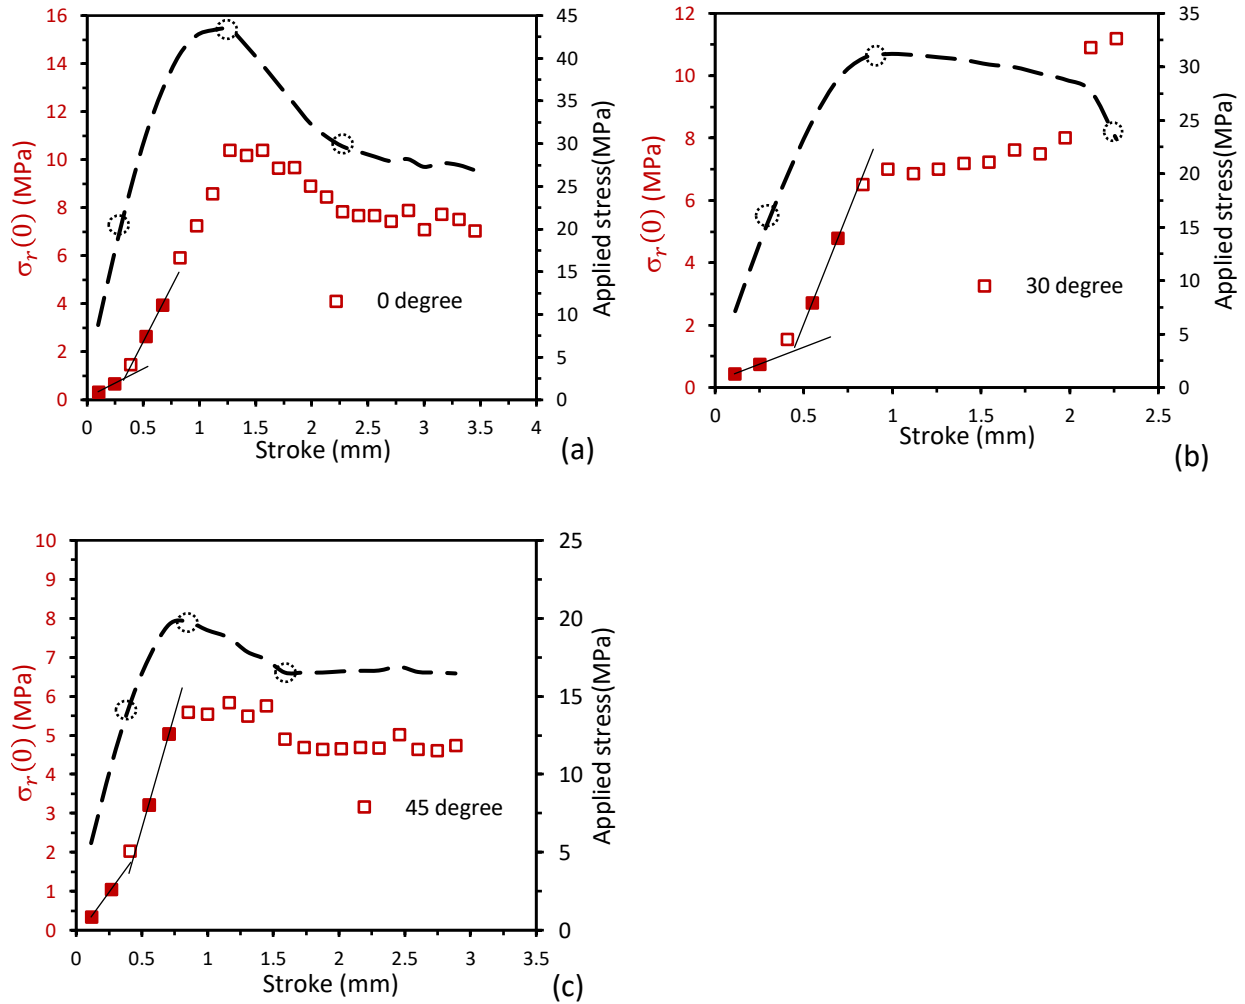 16
14
12
10
8
6
4
2
0
σr(0) (MPa)
45
40
35
30
25
20
15
10
5
0
Applied stress(MPa)
0 degree
0 0.5 1 1.5 2 2.5 3 3.5 4
Stroke (mm)
(a)
12
10
8
6
4
2
0
σr(0) (MPa)
35
30
25
20
15
10
5
0
Applied stress(MPa)
30 degree
0 0.5 1 1.5 2 2.5
Stroke (mm)
(b)
10
9
8
7
6
5
4
3
2
1
0
σr(0) (MPa)
25
20
15
10
5
0
Applied stress(MPa)
45 degree
0 0.5 1 1.5 2 2.5 3 3.5
Stroke (mm)
(c)